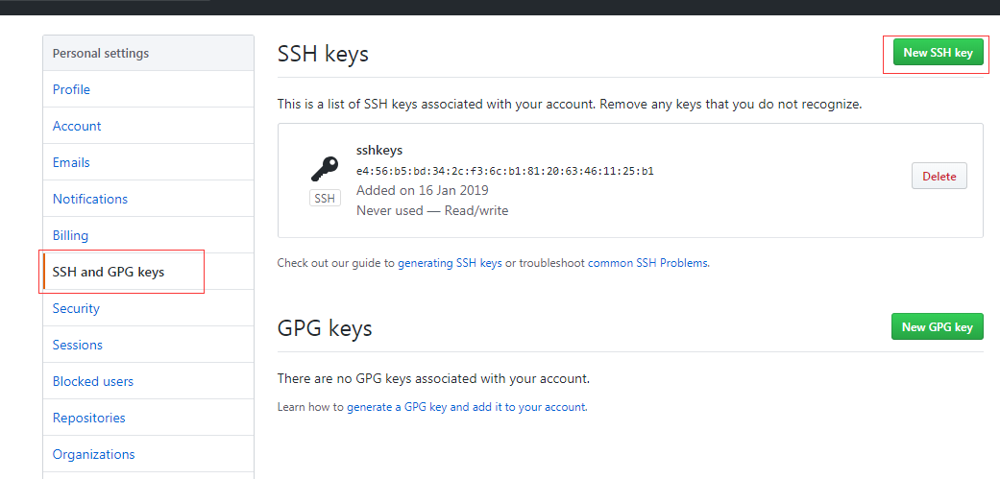 Personal settings
Profile
Account
Emails
Notifications
Billing
SSH and GPG keys
Security
Sessions
Blocked users
Repositories
Organizations
SSH keys
New SSH key
This is a list of SSH keys associated with your account. Remove any keys that you do not recognize.
sshkeys
e4:56:b5:bd:34:2c:f3:6c:b1:81:20:63:46:11:25:b1
SSH
Added on 16 Jan 2019
Never used — Read/write
Delete
Check out our guide to generating SSH keys or troubleshoot common SSH Problems.
GPG keys
New GPG key
There are no GPG keys associated with your account.
Learn how to generate a GPG key and add it to your account.